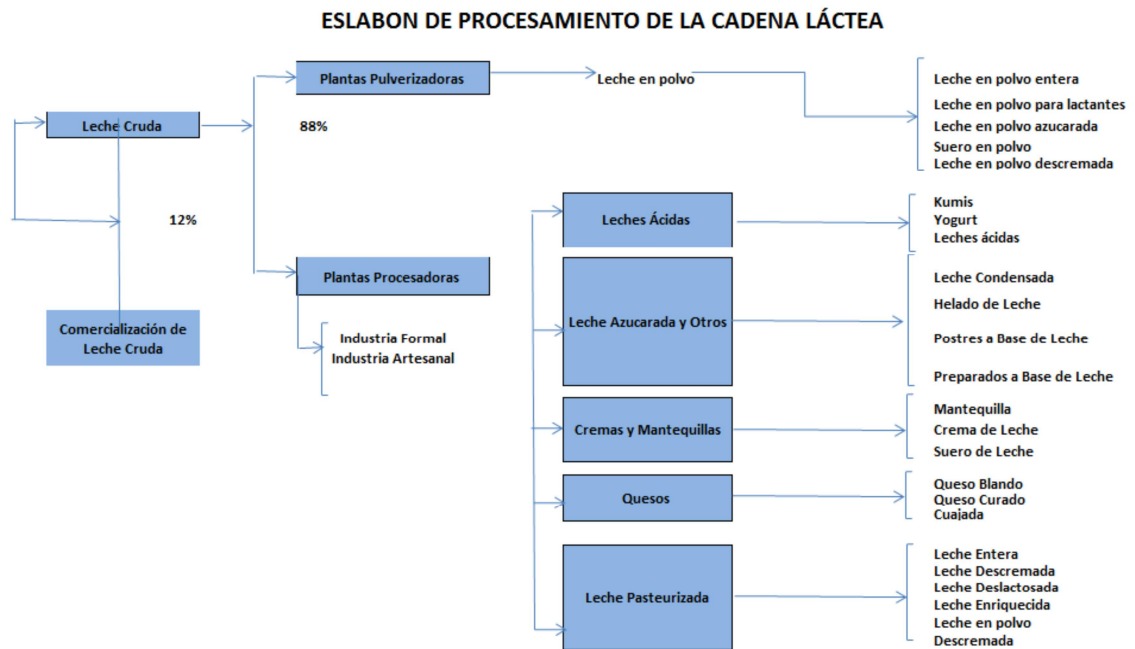 ESLABON DE PROCESAMIENTO DE LA CADENA LÁCTEA
Plantas Pulverizadoras
Leche en polvo
Leche en polvo entera
Leche en polvo para lactantes
Leche en polvo azucarada
Suero en polvo
Leche en polvo descremada
Leche Cruda
88%
12%
Comercialización de
Leche Cruda
Plantas Procesadoras
Industria Formal
Industria Artesanal
Leches Ácidas
Kumis
Yogurt
Leches ácidas
Leche Azucarada y Otros
Leche Condensada
Helado de Leche
Postres a Base de Leche
Preparados a Base de Leche
Cremas y Mantequillas
Mantequilla
Crema de Leche
Suero de Leche
Quesos
Queso Blando
Queso Curado
Cuajada
Leche Pasteurizada
Leche Entera
Leche Descremada
Leche Deslactosada
Leche Enriquecida
Leche en polvo
Descremada